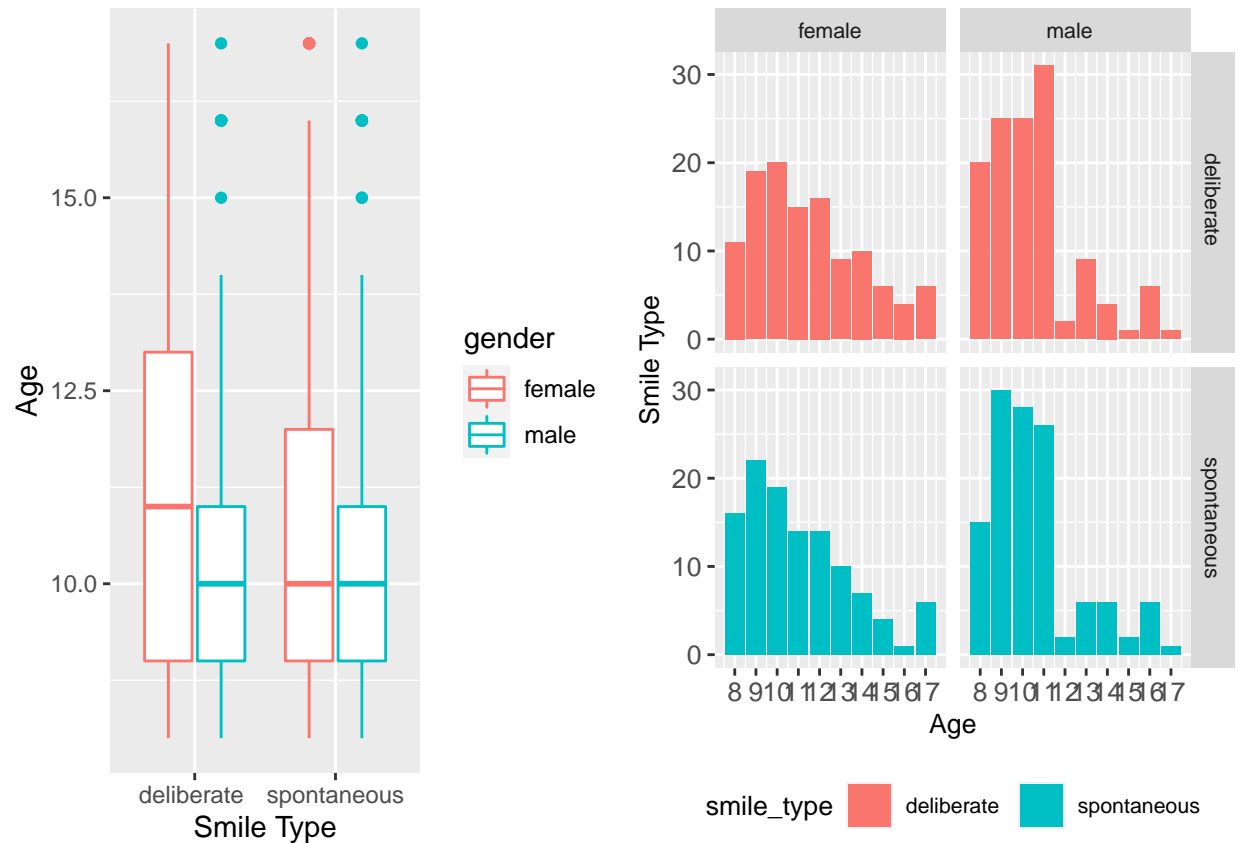 Age
15.0
12.5
10.0
deliberate spontaneous
Smile Type
gender
female
male
female male
Smile Type
30
20
10
0
deliberate
30
20
10
0
spontaneous
8 9 10 11 12 13 14 15 16 17 8 9 10 11 12 13 14 15 16 17
Age
smile_type deliberate spontaneous